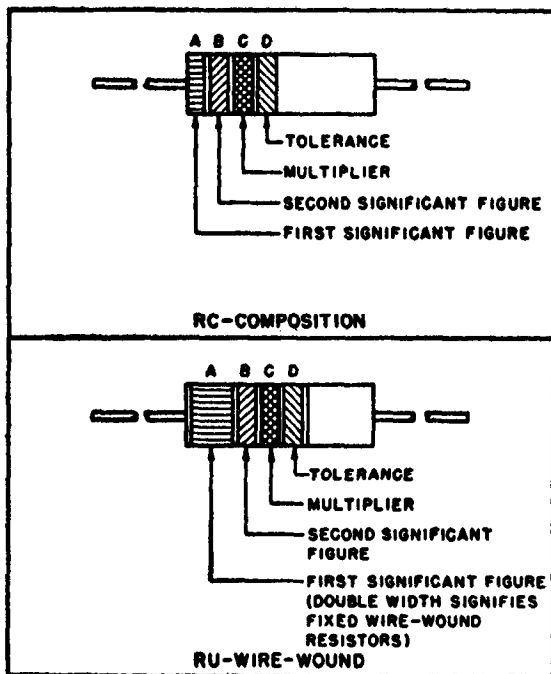 A B C D
TOLERANCE
MULTIPLIER
SECOND SIGNIFICANT FIGURE
FIRST SIGNIFICANT FIGURE
RC-COMPOSITION
A B C D
TOLERANCE
MULTIPLIER
SECOND SIGNIFICANT
FIGURE
FIRST SIGNIFICANT FIGURE
(DOUBLE WIDTH SIGNIFIES
FIXED WIRE-WOUND
RESISTORS)
RU-WIRE-WOUND